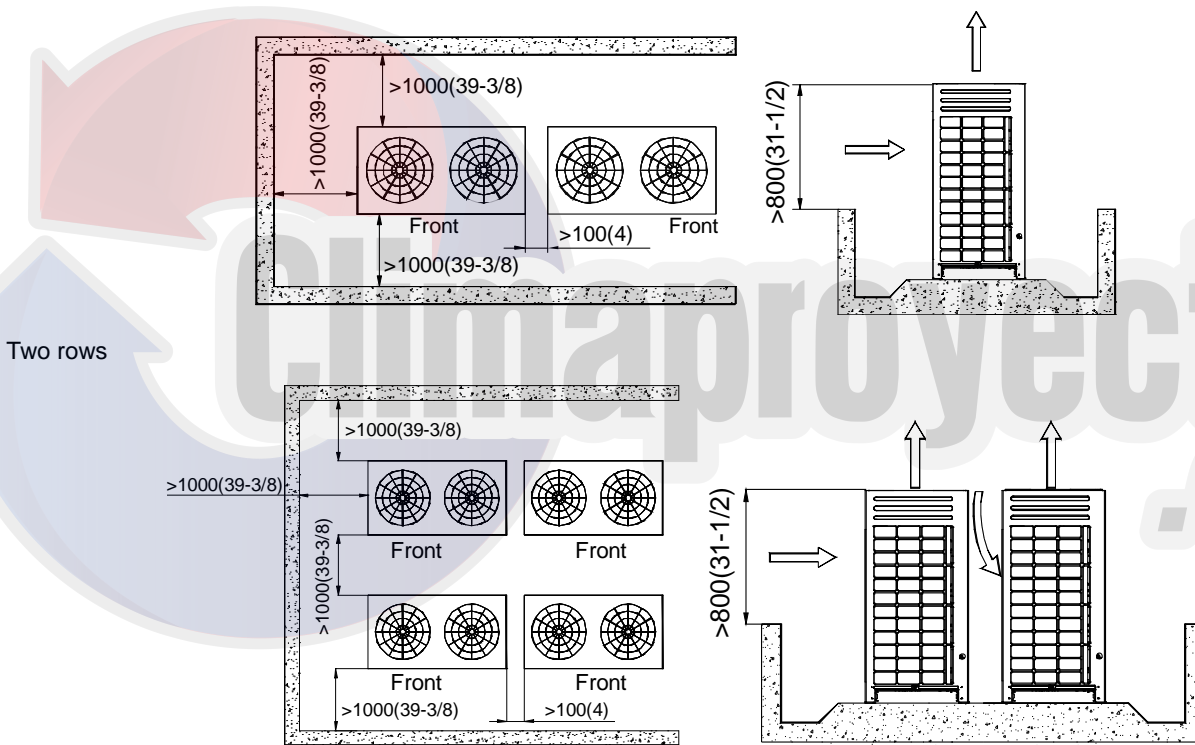 >1000(39-3/8)
>1000(39-3/8)
Front
Front
>100(4)
>1000(39-3/8)
>800(31-1/2)
Climaproyect
Two rows
>1000(39-3/8)
>1000(39-3/8)
>1000(39-3/8)
Front
Front
Front
Front
>1000(39-3/8)
>100(4)
>800(31-1/2)